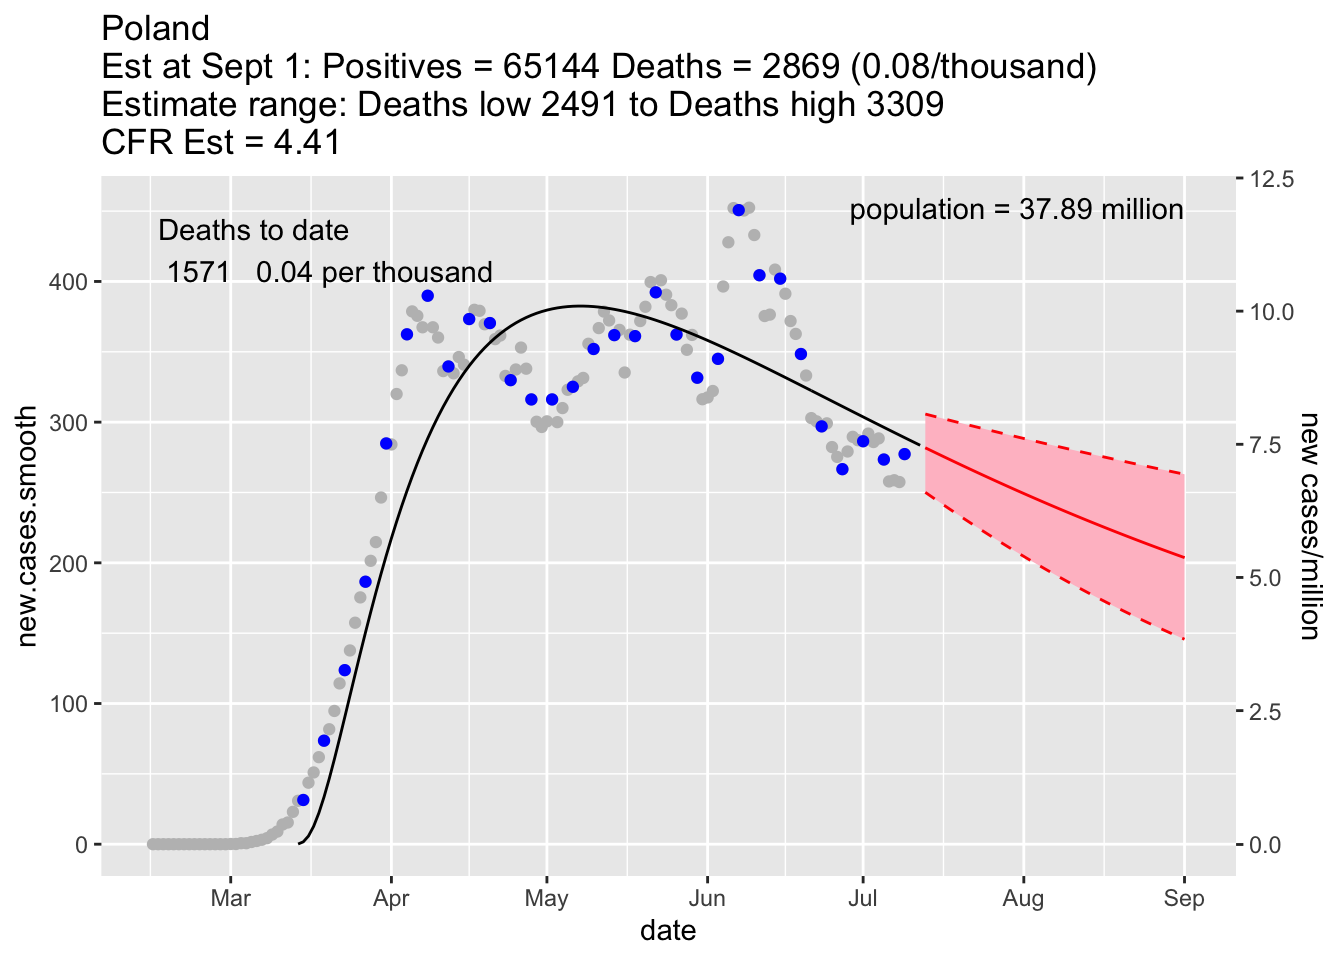 Poland
Est at Sept 1: Positives = 65144 Deaths = 2869 (0.08/thousand)
Estimate range: Deaths low 2491 to Deaths high 3309
CFR Est = 4.41
Deaths to date
1571 0.04 per thousand
population = 37.89 million
400
300
200
100
0
new.cases.smooth
12.5
10.0
7.5
5.0
2.5
0.0
new cases/million
Mar Apr May Jun Jul Aug Sep
date